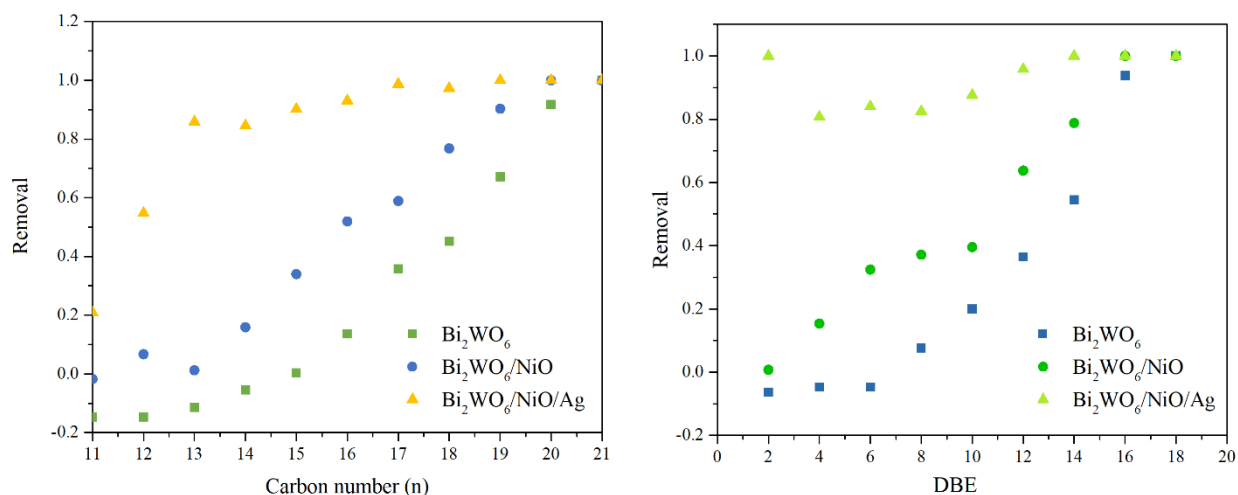 1.2
1.0
0.8
0.6
0.4
0.2
0.0
-0.2
Removal
11 12 13 14 15 16 17 18 19 20 21
Carbon number (n)
Bi₂WO₆
Bi₂WO₆/NiO
Bi₂WO₆/NiO/Ag
1.0
0.8
0.6
0.4
0.2
0.0
-0.2
Removal
0 2 4 6 8 10 12 14 16 18 20
DBE
Bi₂WO₆
Bi₂WO₆/NiO
Bi₂WO₆/NiO/Ag